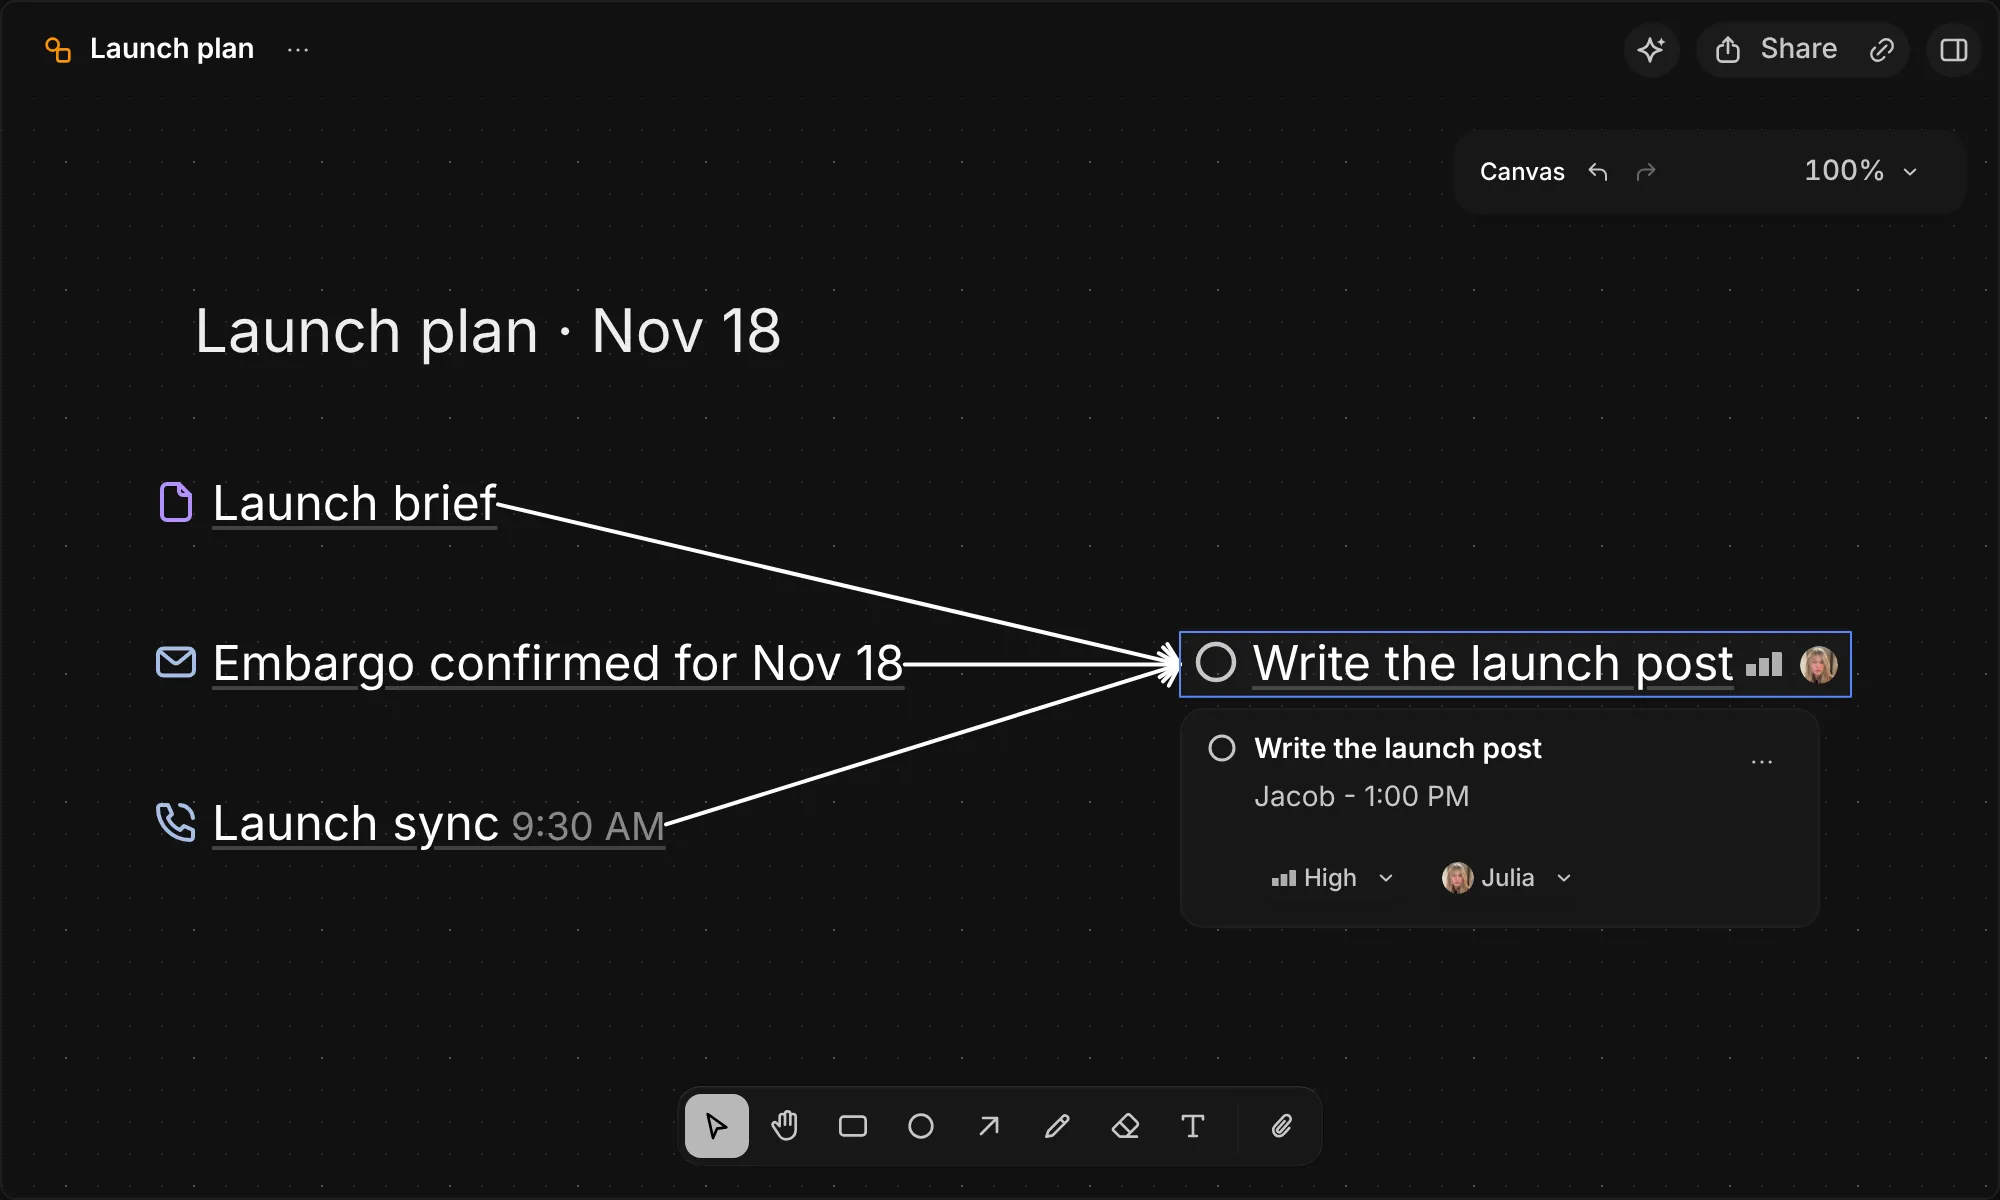 Launch plan
Share
Canvas
100%
Launch plan · Nov 18
Launch brief
Embargo confirmed for Nov 18
Write the launch post
Write the launch post
Jacob - 1:00 PM
Launch sync 9:30 AM
High
Julia
T